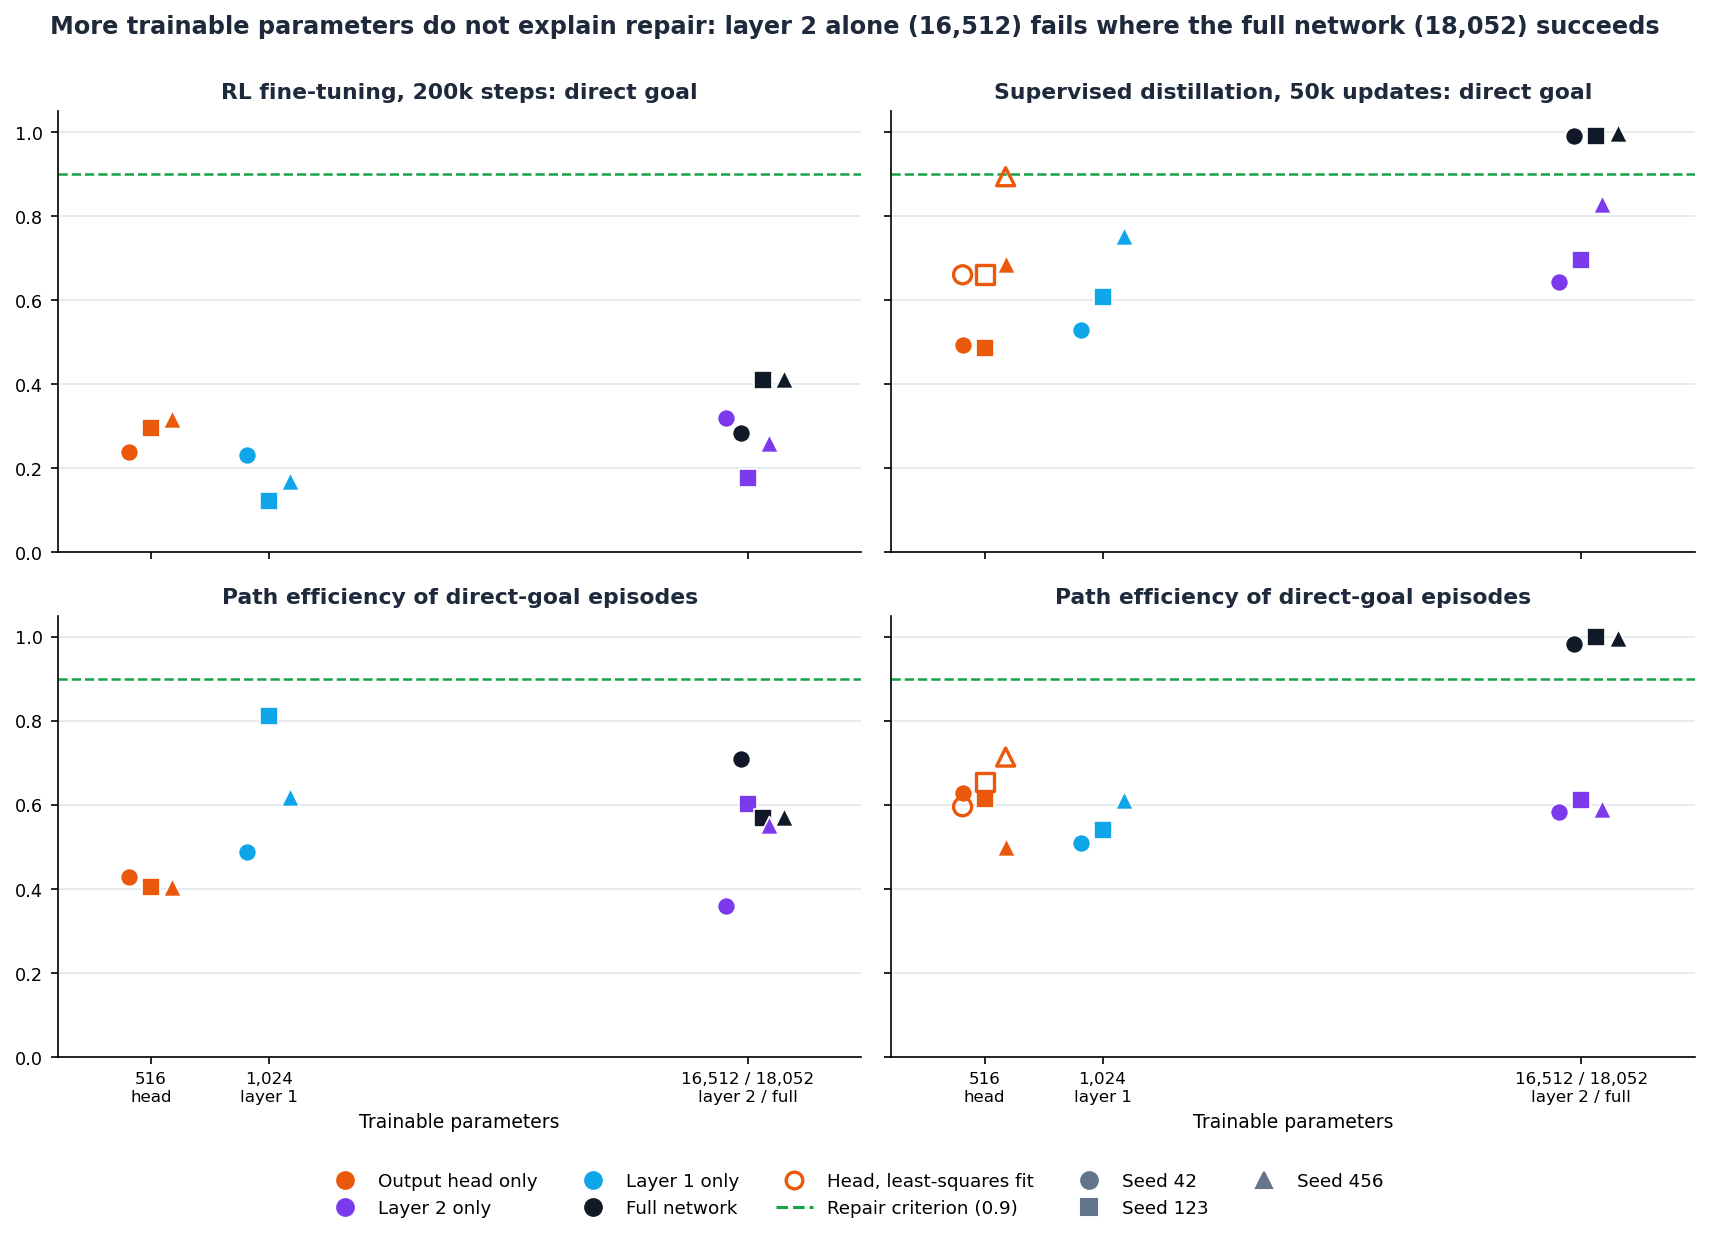 More trainable parameters do not explain repair: layer 2 alone (16,512) fails where the full network (18,052) succeeds
RL fine-tuning, 200k steps: direct goal
1.0
0.8
0.6
0.4
0.2
0.0
Supervised distillation, 50k updates: direct goal
Path efficiency of direct-goal episodes
1.0
0.8
0.6
0.4
0.2
0.0
516
head
1,024
layer 1
16,512 / 18,052
layer 2 / full
Trainable parameters
Path efficiency of direct-goal episodes
516
head
1,024
layer 1
16,512 / 18,052
layer 2 / full
Trainable parameters
Output head only
Layer 2 only
Layer 1 only
Full network
Head, least-squares fit
Repair criterion (0.9)
Seed 42
Seed 123
Seed 456